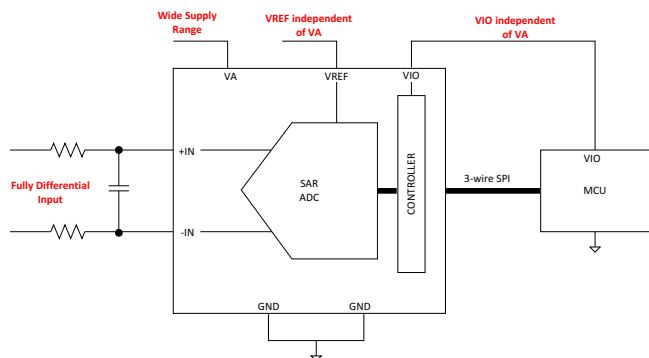 Wide Supply
Range
VREF independent
of VA
VIO independent
of VA
VA
VREF
VIO
+IN
-IN
Fully Differential
Input
SAR
ADC
CONTROLLER
3-wire SPI
VIO
MCU
GND
GND